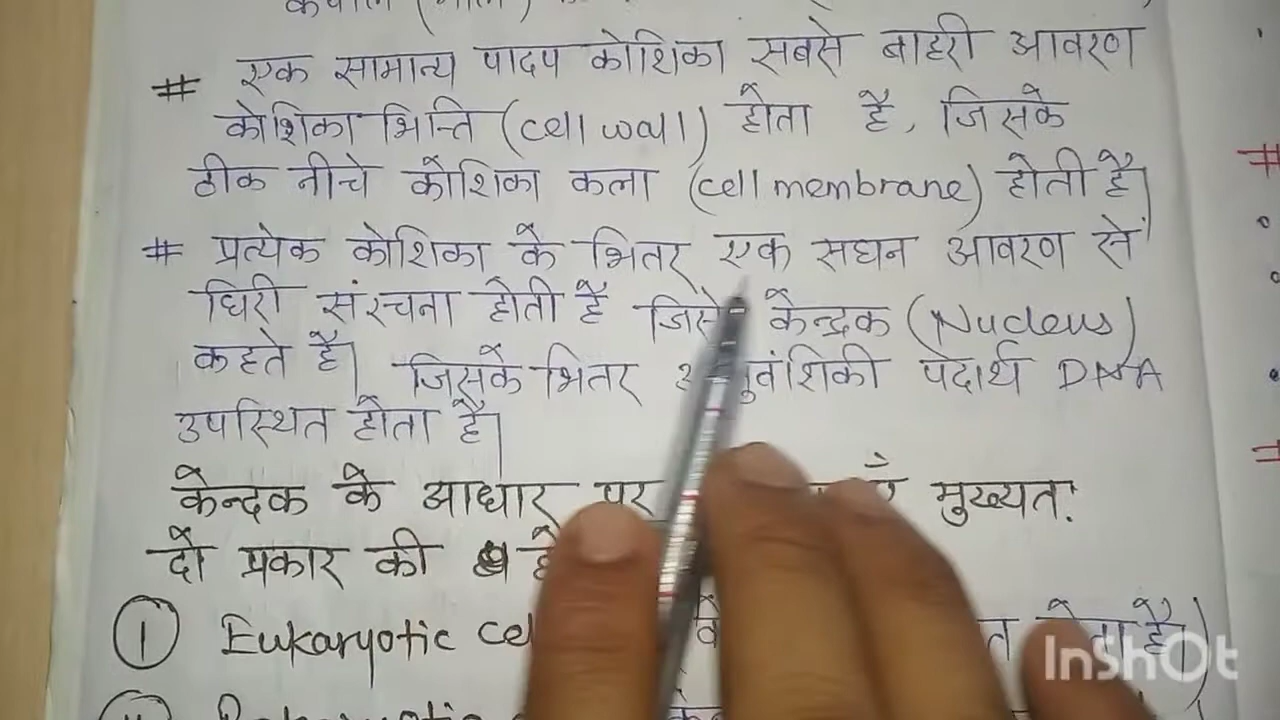 # एक सामान्य पादप कोशिका सबसे बाहरी आवरण
कोशिका भित्ति (cell wall) होता है, जिसके
ठीक नीचे कौशिका कला (cell membrane) होती है|
# प्रत्येक कोशिका के भितर एक सघन आवरण से
घिरी संरचना होती है जिसे केन्द्रक (Nucleus)
कहते है| जिसके भितर पदार्थ DNA
उपस्थित होता है|
केन्द्रक के आधार पर मुख्यतः
दो प्रकार की
① Eukaryotic होता है)
InShOt